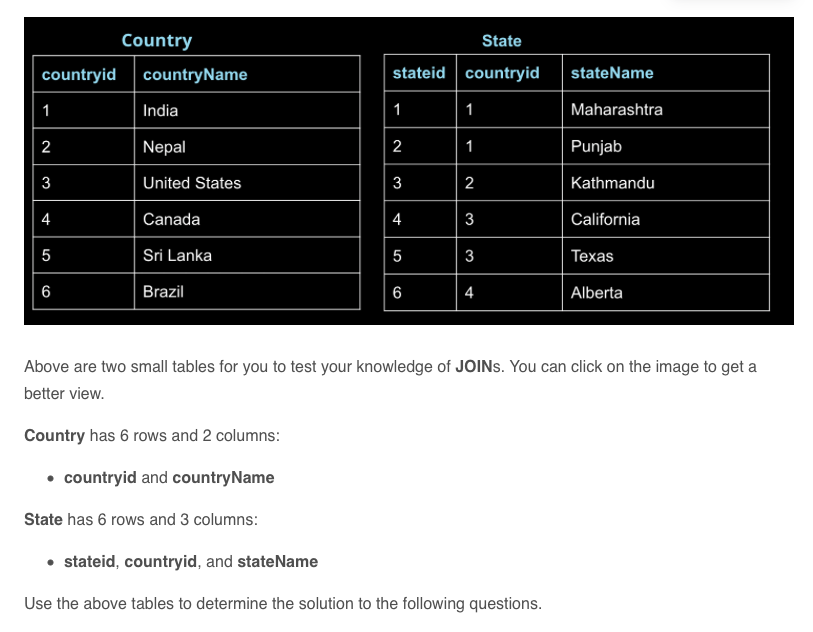 Country
countryid countryName
1 India
2 Nepal
3 United States
4 Canada
5 Sri Lanka
6 Brazil
State
stateid countryid stateName
1 1 Maharashtra
2 1 Punjab
3 2 Kathmandu
4 3 California
5 3 Texas
6 4 Alberta
Above are two small tables for you to test your knowledge of JOINs. You can click on the image to get a
better view.
Country has 6 rows and 2 columns:
• countryid and countryName
State has 6 rows and 3 columns:
• stateid, countryid, and stateName
Use the above tables to determine the solution to the following questions.